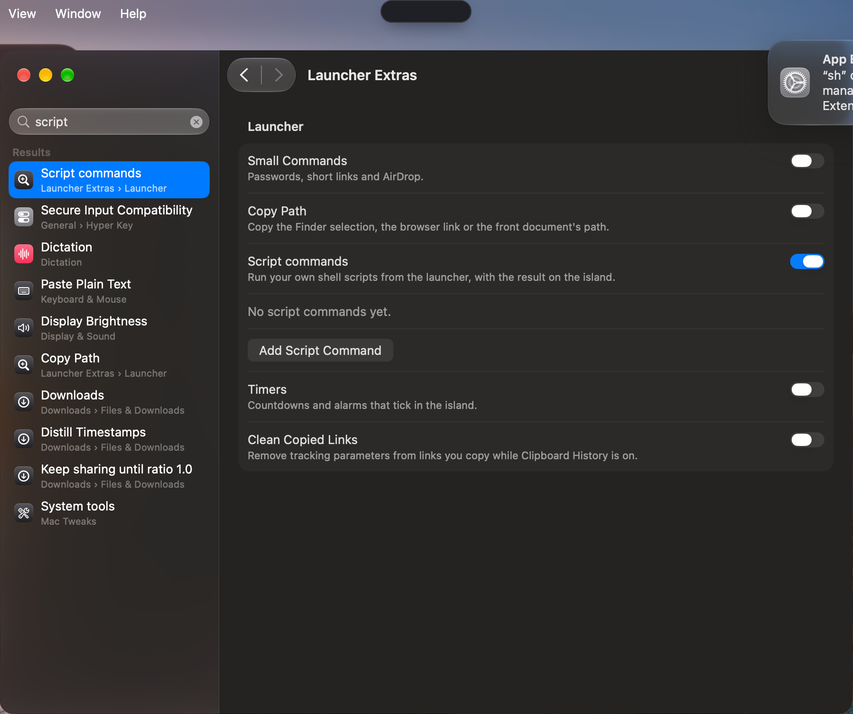 View Window Help
Launcher Extras
script
Results
Script commands
Launcher Extras › Launcher
Secure Input Compatibility
General › Hyper Key
Dictation
Dictation
Paste Plain Text
Keyboard & Mouse
Display Brightness
Display & Sound
Copy Path
Launcher Extras › Launcher
Downloads
Downloads › Files & Downloads
Distill Timestamps
Downloads › Files & Downloads
Keep sharing until ratio 1.0
Downloads › Files & Downloads
System tools
Mac Tweaks
Launcher
Small Commands
Passwords, short links and AirDrop.
Copy Path
Copy the Finder selection, the browser link or the front document's path.
Script commands
Run your own shell scripts from the launcher, with the result on the island.
No script commands yet.
Add Script Command
Timers
Countdowns and alarms that tick in the island.
Clean Copied Links
Remove tracking parameters from links you copy while Clipboard History is on.
App
“sh”